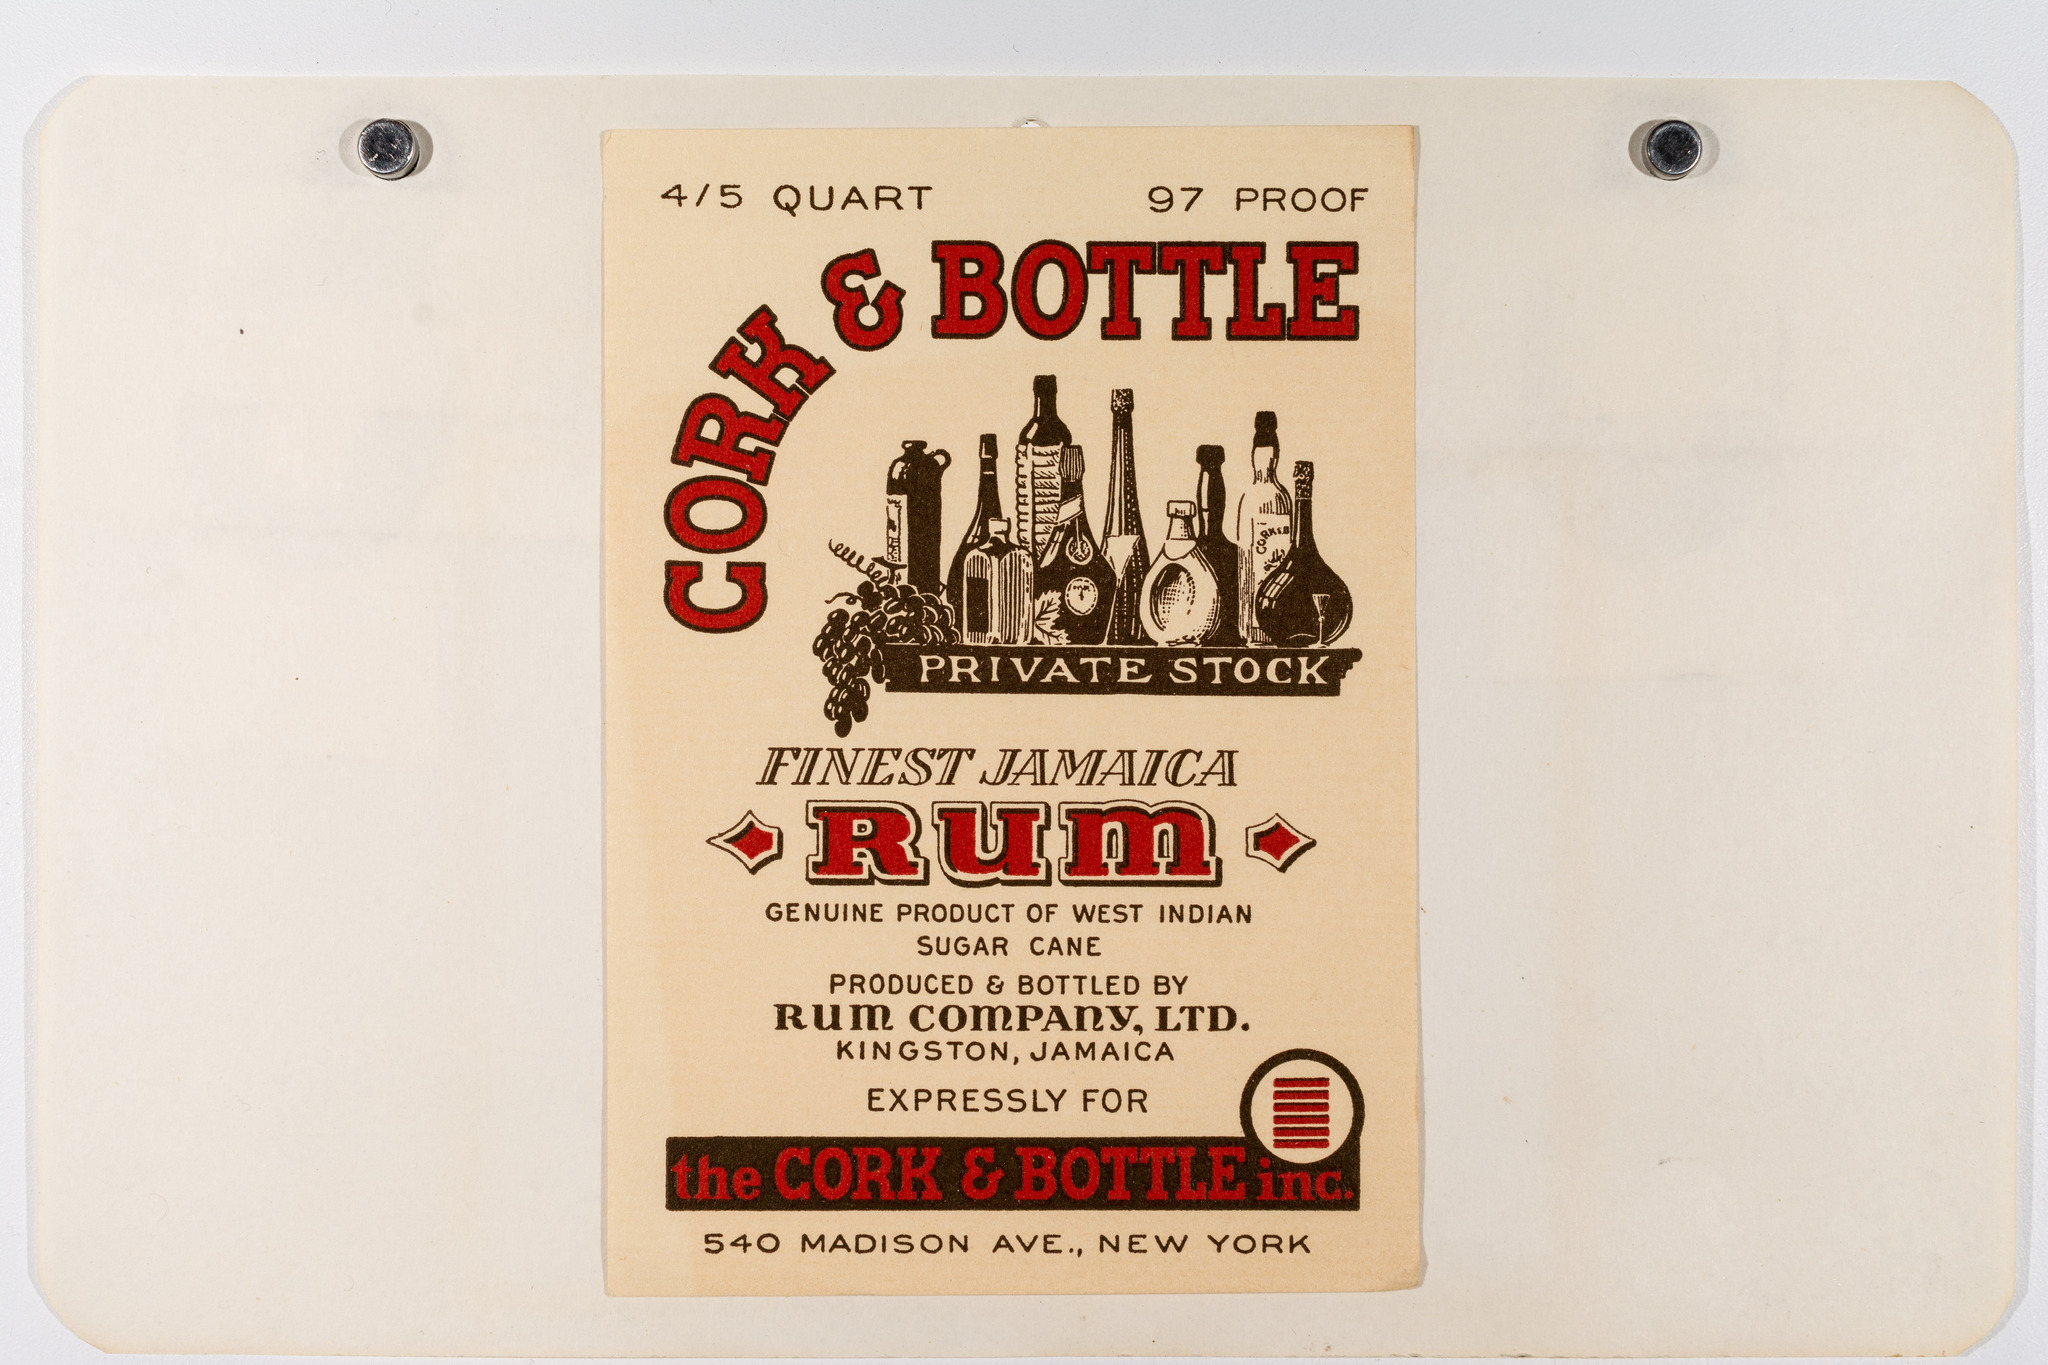 4/5 QUART 97 PROOF
CORK & BOTTLE
PRIVATE STOCK
FINEST JAMAICA
RUM
GENUINE PRODUCT OF WEST INDIAN
SUGAR CANE
PRODUCED & BOTTLED BY
RUM COMPANY, LTD.
KINGSTON, JAMAICA
EXPRESSLY FOR
the CORK & BOTTLE inc.
540 MADISON AVE., NEW YORK